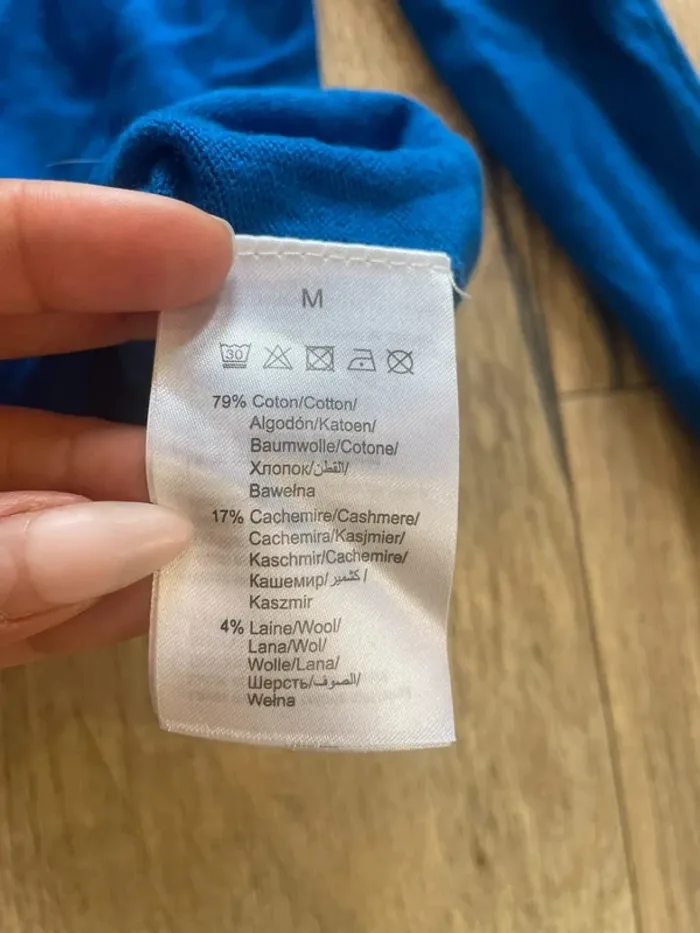 M
30
79% Coton/Cotton/
Algodón/Katoen/
Baumwolle/Cotone/
Хлопок/القطن/
Bawełna
17% Cachemire/Cashmere/
Cachemira/Kasjmier/
Kaschmir/Cachemire/
Кашемир/كشمير/
Kaszmir
4% Laine/Wool/
Lana/Wol/
Wolle/Lana/
Шерсть/الصوف/
Wełna